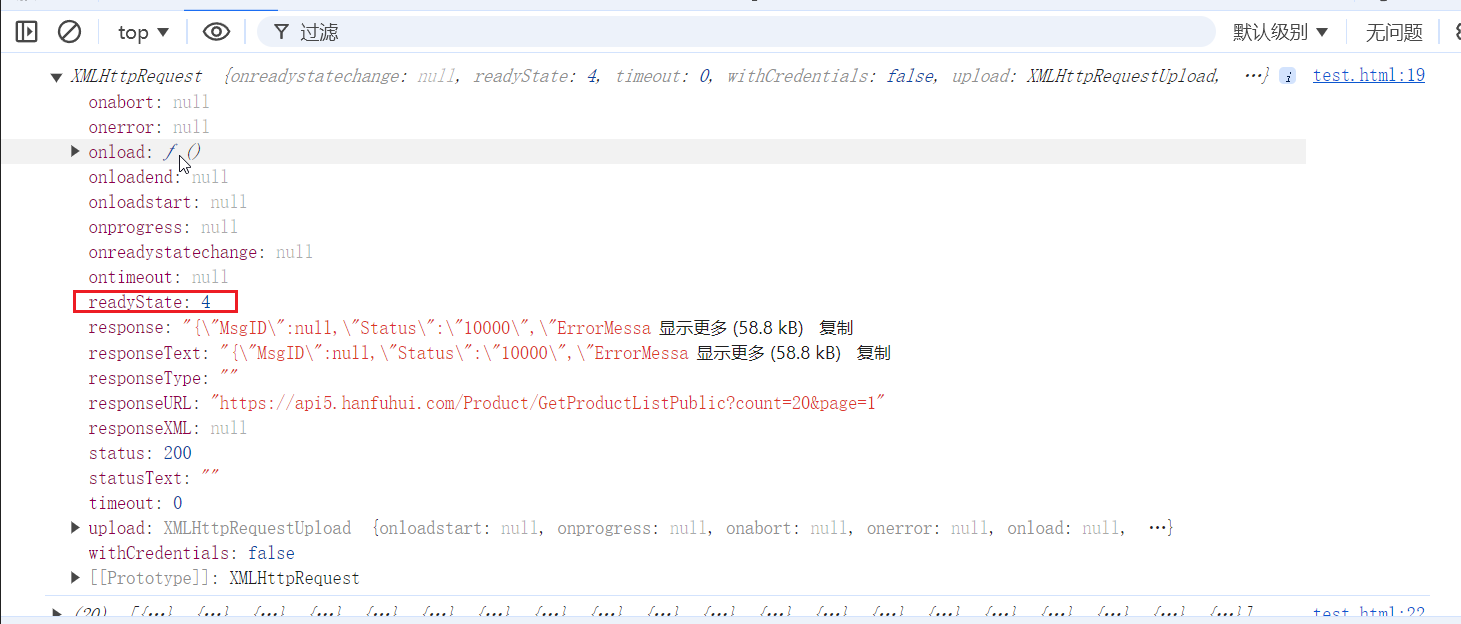 top 过滤 默认级别 无问题
XMLHttpRequest {onreadystatechange: null, readyState: 4, timeout: 0, withCredentials: false, upload: XMLHttpRequestUpload, …} i test.html:19
onabort: null
onerror: null
onload: ƒ ()
onloadend: null
onloadstart: null
onprogress: null
onreadystatechange: null
ontimeout: null
readyState: 4
response: "{\"MsgID\":null,\"Status\":\"10000\",\"ErrorMessa 显示更多 (58.8 kB) 复制
responseText: "{\"MsgID\":null,\"Status\":\"10000\",\"ErrorMessa 显示更多 (58.8 kB) 复制
responseType: ""
responseURL: "https://api5.hanfuhui.com/Product/GetProductListPublic?count=20&page=1"
responseXML: null
status: 200
statusText: ""
timeout: 0
upload: XMLHttpRequestUpload {onloadstart: null, onprogress: null, onabort: null, onerror: null, onload: null, …}
withCredentials: false
[[Prototype]]: XMLHttpRequest
(20) [{…}, {…}, {…}, {…}, {…}, {…}, {…}, {…}, {…}, {…}, {…}, {…}, {…}, {…}, {…}, {…}, {…}, {…}, {…}, {…}] test.html:22